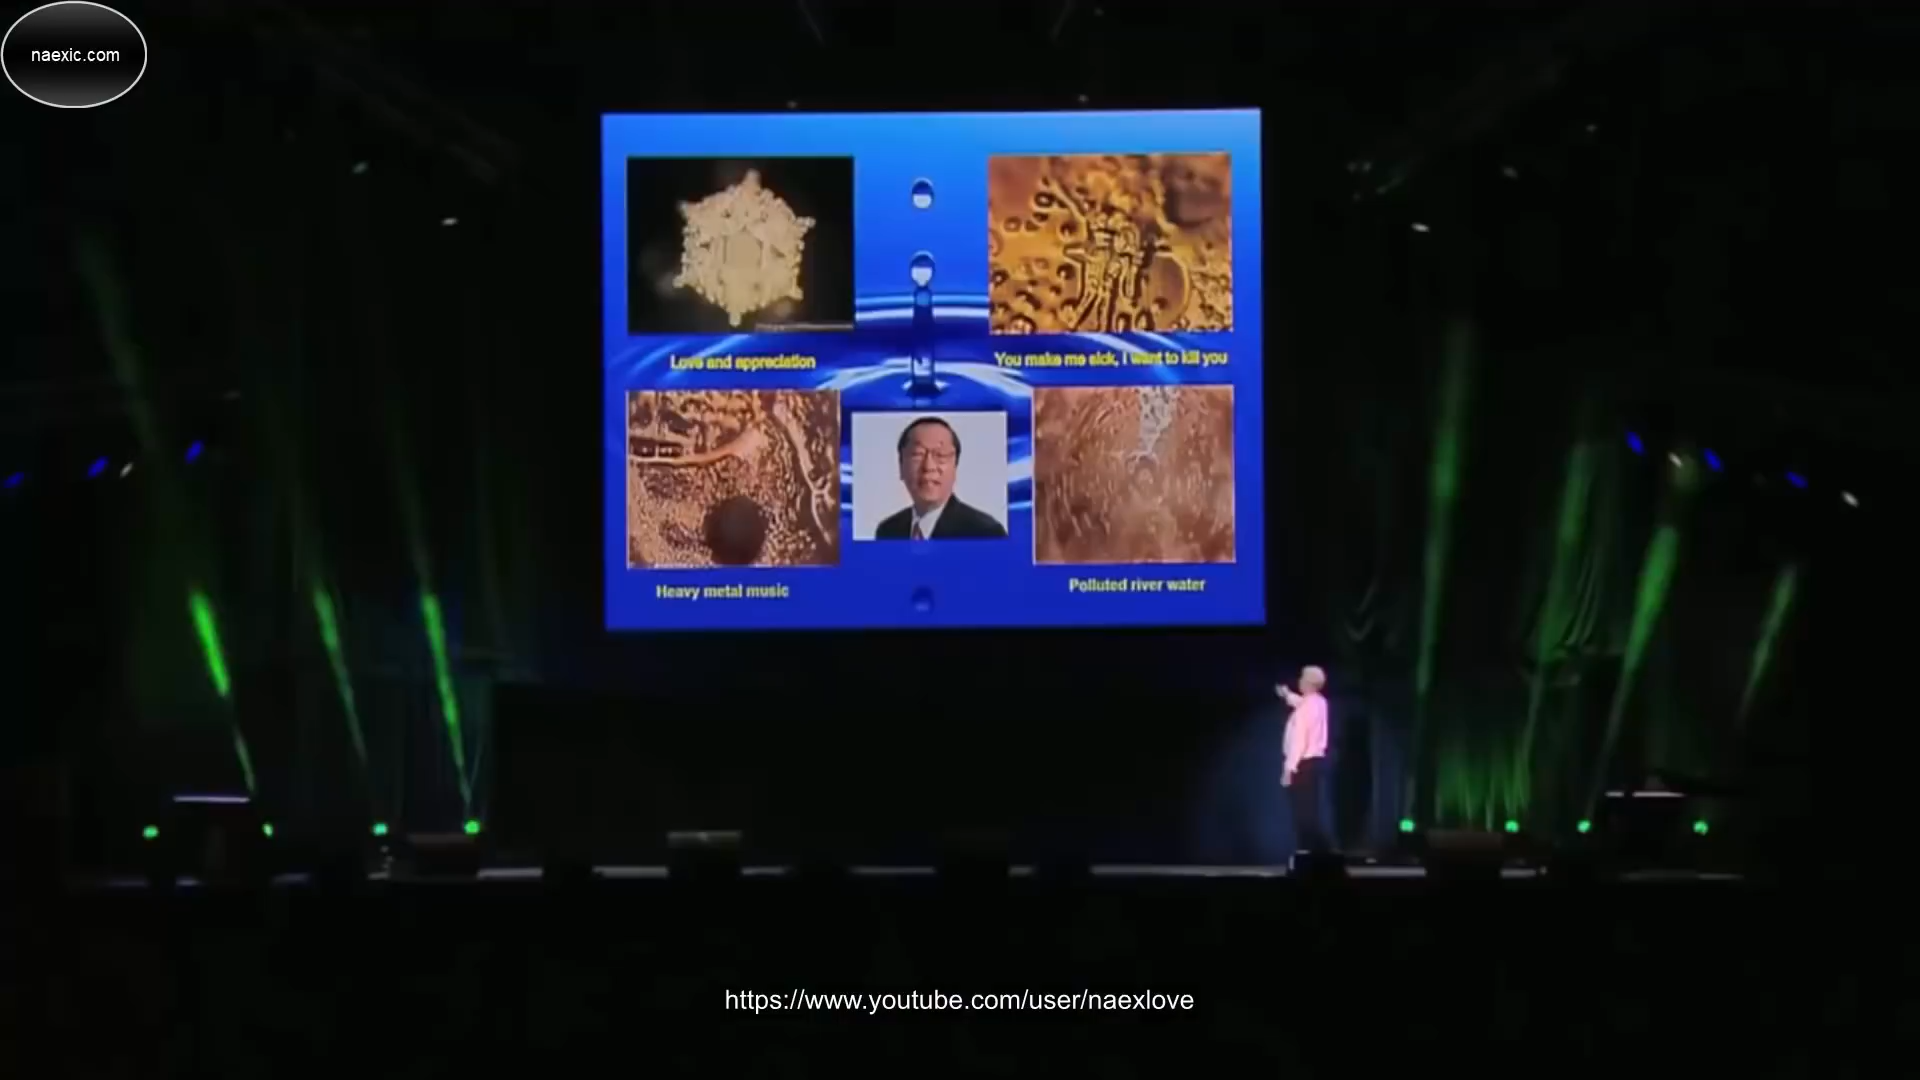 naexic.com
Love and appreciation
You make me sick, I want to kill you
Heavy metal music
Polluted river water
https://www.youtube.com/user/naexlove